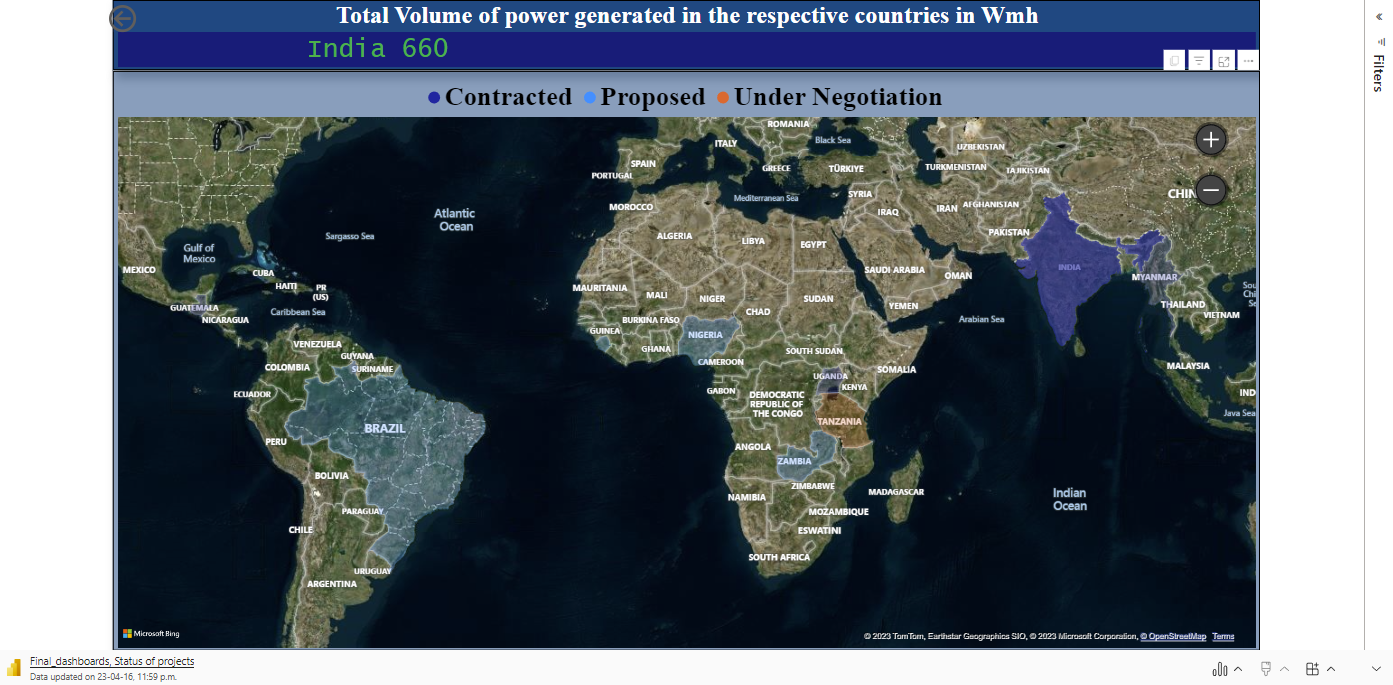 Total Volume of power generated in the respective countries in Wmh
India 660
Contracted Proposed Under Negotiation
Filters
ROMANIA
ITALY
Black Sea
UZBEKISTAN
SPAIN
PORTUGAL
GREECE
TÜRKIYE
TURKMENISTAN
TAJIKISTAN
Mediterranean Sea
SYRIA
CHIN
MOROCCO
IRAQ
IRAN
AFGHANISTAN
Atlantic
Ocean
PAKISTAN
Sargasso Sea
ALGERIA
LIBYA
EGYPT
Gulf of
Mexico
MEXICO
CUBA
SAUDI ARABIA
OMAN
INDIA
MYANMAR
HAITI
PR
(US)
MAURITANIA
MALI
NIGER
SUDAN
Sou
Chi
Se
GUATEMALA
Caribbean Sea
NICARAGUA
BURKINA FASO
CHAD
YEMEN
Arabian Sea
THAILAND
VIETNAM
GUINEA
NIGERIA
VENEZUELA
GUYANA
GHANA
SOUTH SUDAN
COLOMBIA
SURINAME
CAMEROON
SOMALIA
MALAYSIA
UGANDA
KENYA
ECUADOR
GABON
DEMOCRATIC
REPUBLIC OF
THE CONGO
IND
Java Sea
BRAZIL
TANZANIA
PERU
ANGOLA
ZAMBIA
BOLIVIA
ZIMBABWE
NAMIBIA
MADAGASCAR
Indian
Ocean
PARAGUAY
MOZAMBIQUE
CHILE
ESWATINI
SOUTH AFRICA
URUGUAY
ARGENTINA
Microsoft Bing
© 2023 TomTom, Earthstar Geographics SIO, © 2023 Microsoft Corporation, © OpenStreetMap Terms
Final_dashboards, Status of projects
Data updated on 23-04-16, 11:59 p.m.